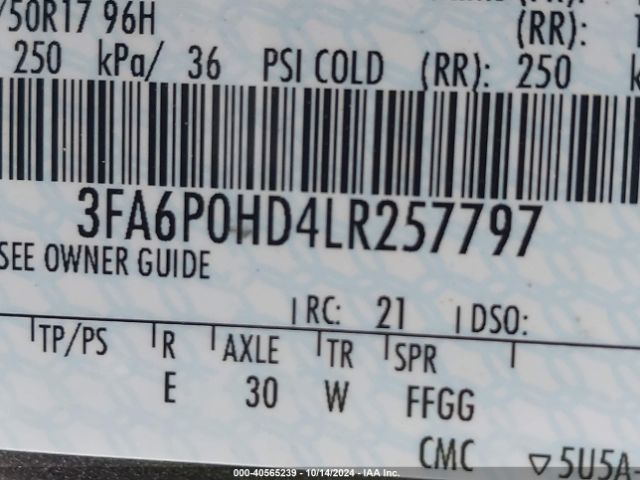 /50R17 96H
(RR):
250 kPa/ 36 PSI COLD (RR): 250
3FA6P0HD4LR257797
SEE OWNER GUIDE
RC: 21 DSO:
TP/PS R AXLE TR SPR
E 30 W FFGG
CMC ▽5U5A-
000-40565239 - 10/14/2024 - IAA Inc.